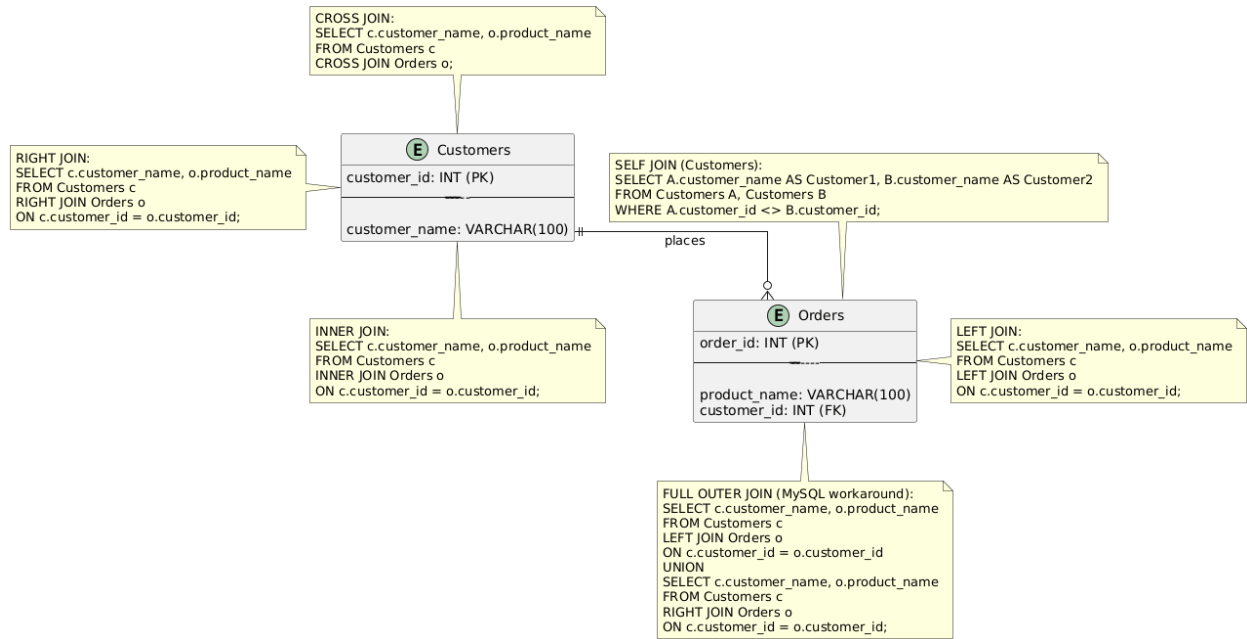 CROSS JOIN:
SELECT c.customer_name, o.product_name
FROM Customers c
CROSS JOIN Orders o;
RIGHT JOIN:
SELECT c.customer_name, o.product_name
FROM Customers c
RIGHT JOIN Orders o
ON c.customer_id = o.customer_id;
E Customers
customer_id: INT (PK)
customer_name: VARCHAR(100)
SELF JOIN (Customers):
SELECT A.customer_name AS Customer1, B.customer_name AS Customer2
FROM Customers A, Customers B
WHERE A.customer_id <> B.customer_id;
places
INNER JOIN:
SELECT c.customer_name, o.product_name
FROM Customers c
INNER JOIN Orders o
ON c.customer_id = o.customer_id;
E Orders
order_id: INT (PK)
product_name: VARCHAR(100)
customer_id: INT (FK)
LEFT JOIN:
SELECT c.customer_name, o.product_name
FROM Customers c
LEFT JOIN Orders o
ON c.customer_id = o.customer_id;
FULL OUTER JOIN (MySQL workaround):
SELECT c.customer_name, o.product_name
FROM Customers c
LEFT JOIN Orders o
ON c.customer_id = o.customer_id
UNION
SELECT c.customer_name, o.product_name
FROM Customers c
RIGHT JOIN Orders o
ON c.customer_id = o.customer_id;